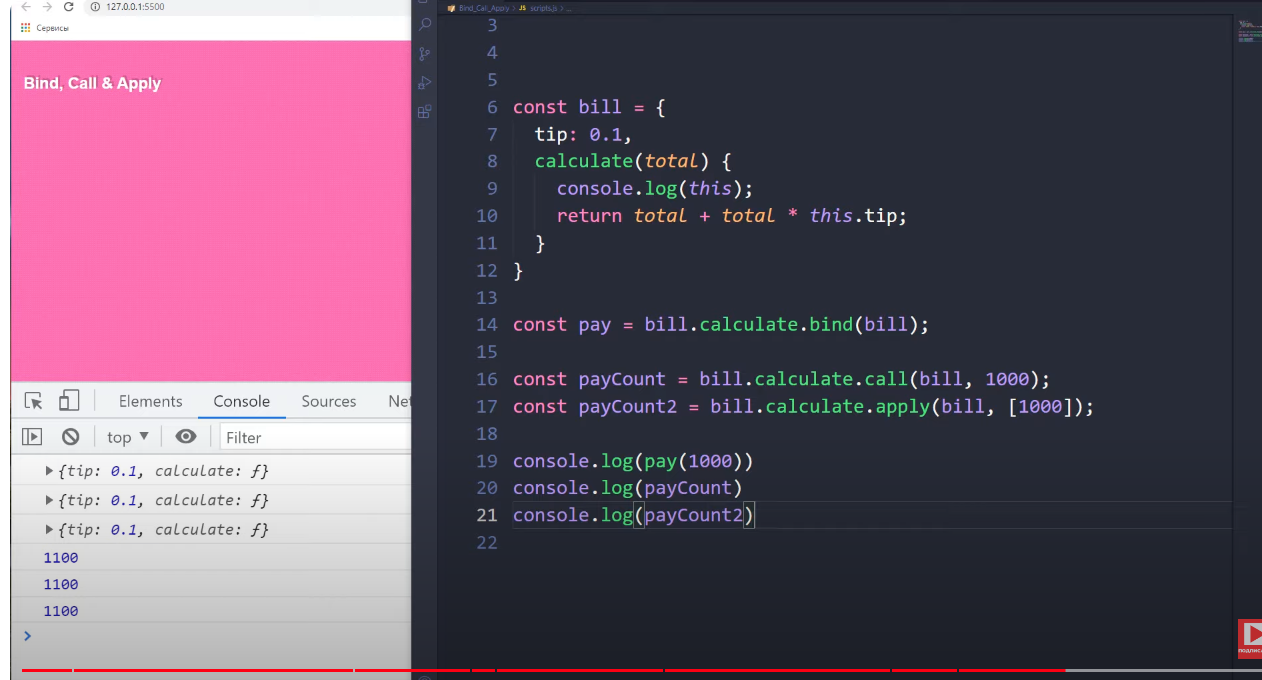 127.0.0.1:5500
Сервисы
Bind, Call & Apply
Elements Console Sources Net
top Filter
{tip: 0.1, calculate: ƒ}
{tip: 0.1, calculate: ƒ}
{tip: 0.1, calculate: ƒ}
1100
1100
1100
Bind_Call_Apply > JS scripts.js > ...
3
4
5
6 const bill = {
7 tip: 0.1,
8 calculate(total) {
9 console.log(this);
10 return total + total * this.tip;
11 }
12 }
13
14 const pay = bill.calculate.bind(bill);
15
16 const payCount = bill.calculate.call(bill, 1000);
17 const payCount2 = bill.calculate.apply(bill, [1000]);
18
19 console.log(pay(1000))
20 console.log(payCount)
21 console.log(payCount2)
22